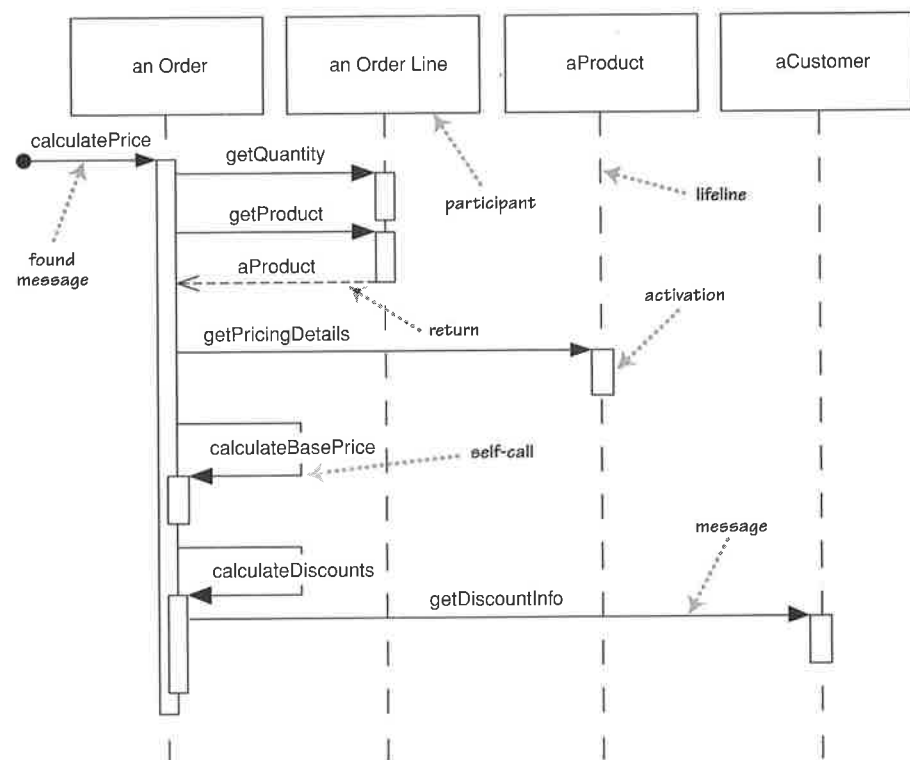 an Order
an Order Line
aProduct
aCustomer
calculatePrice
getQuantity
participant
lifeline
getProduct
found
message
aProduct
return
activation
getPricingDetails
calculateBasePrice
self-call
message
calculateDiscounts
getDiscountInfo